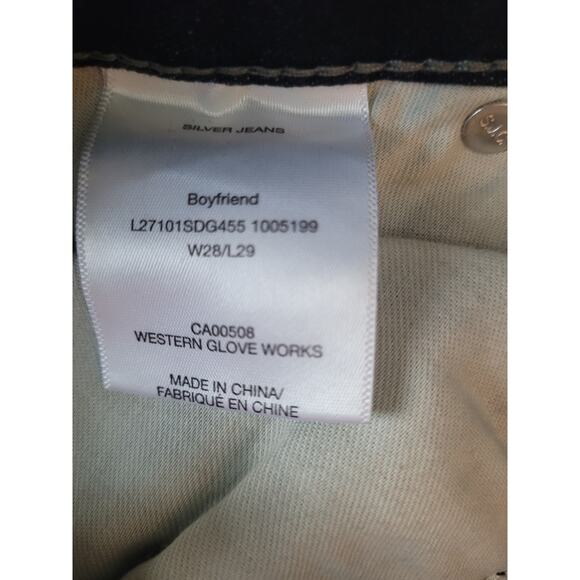 SILVER JEANS
Boyfriend
L27101SDG455 1005199
W28/L29
CA00508
WESTERN GLOVE WORKS
MADE IN CHINA/
FABRIQUÉ EN CHINE